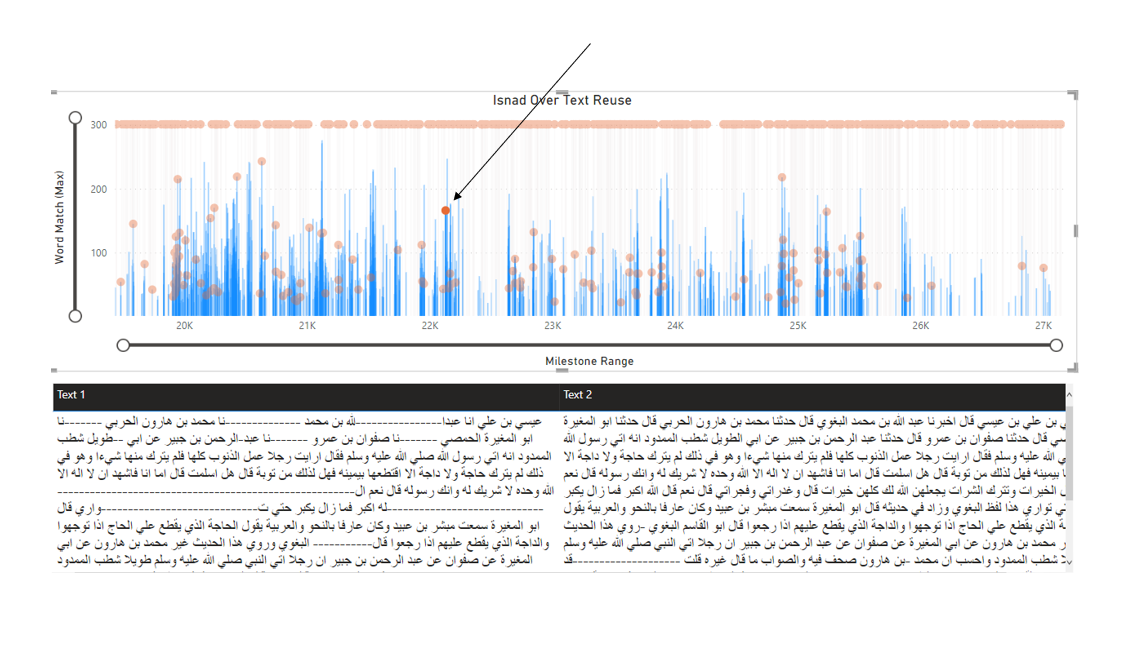 Isnad Over Text Reuse
Word Match (Max)
300
200
100
20K 21K 22K 23K 24K 25K 26K 27K
Milestone Range
Text 1
عيسي بن علي انا عبدا-----------------لله بن محمد ------------نا محمد بن هارون الحربي -------نا
ابو المغيرة الحمصي -------نا صفوان بن عمرو -------نا عبد-الرحمن بن جبير عن ابي --طويل شطب
الممدود انه اتي رسول الله صلي الله عليه وسلم فقال ارايت رجلا عمل الذنوب كلها فلم يترك منها شيءا وهو في
ذلك لم يترك حاجة ولا داجة الا اقتطعها بيمينه فهل لذلك من توبة قال هل اسلمت قال اما انا فاشهد ان لا اله الا
الله وحده لا شريك له وانك رسوله قال نعم ال---------------------------------------------------
---------------------------له اكبر فما زال يكبر حتي ت----------------------واري قال
ابو المغيرة سمعت مبشر بن عبيد وكان عارفا بالنحو والعربية يقول الحاجة الذي يقطع علي الحاج اذا توجهوا
والداجة الذي يقطع عليهم اذا رجعوا قال----------- البغوي وروي هذا الحديث غير محمد بن هارون عن ابي
المغيرة عن صفوان عن عبد الرحمن بن جبير ان رجلا اتي النبي صلي الله عليه وسلم طويلا شطب الممدود
Text 2
بن علي بن عيسي قال اخبرنا عبد الله بن محمد البغوي قال حدثنا محمد بن هارون الحربي قال حدثنا ابو المغيرة
قال حدثنا صفوان بن عمرو قال حدثنا عبد الرحمن بن جبير عن ابي الطويل شطب الممدود انه اتي رسول الله
الله عليه وسلم فقال ارايت رجلا عمل الذنوب كلها فلم يترك منها شيءا وهو في ذلك لم يترك حاجة ولا داجة الا
بيمينه فهل لذلك من توبة قال هل اسلمت قال اما انا فاشهد ان لا اله الا الله وحده لا شريك له وانك رسوله قال نعم
الخيرات وتترك الشرات يجعلهن الله لك كلهن خيرات قال وغدراتي وفجراتي قال نعم قال الله اكبر فما زال يكبر
تواري هذا لفظ البغوي وزاد في حديثه قال ابو المغيرة سمعت مبشر بن عبيد وكان عارفا بالنحو والعربية يقول
الذي يقطع علي الحاج اذا توجهوا والداجة الذي يقطع عليهم اذا رجعوا قال ابو القاسم البغوي -روي هذا الحديث
محمد بن هارون عن ابي المغيرة عن صفوان عن عبد الرحمن بن جبير ان رجلا اتي النبي صلي الله عليه وسلم
شطب الممدود واحسب ان محمد -بن هارون صحف فيه والصواب ما قال غيره قلت --------------------قد